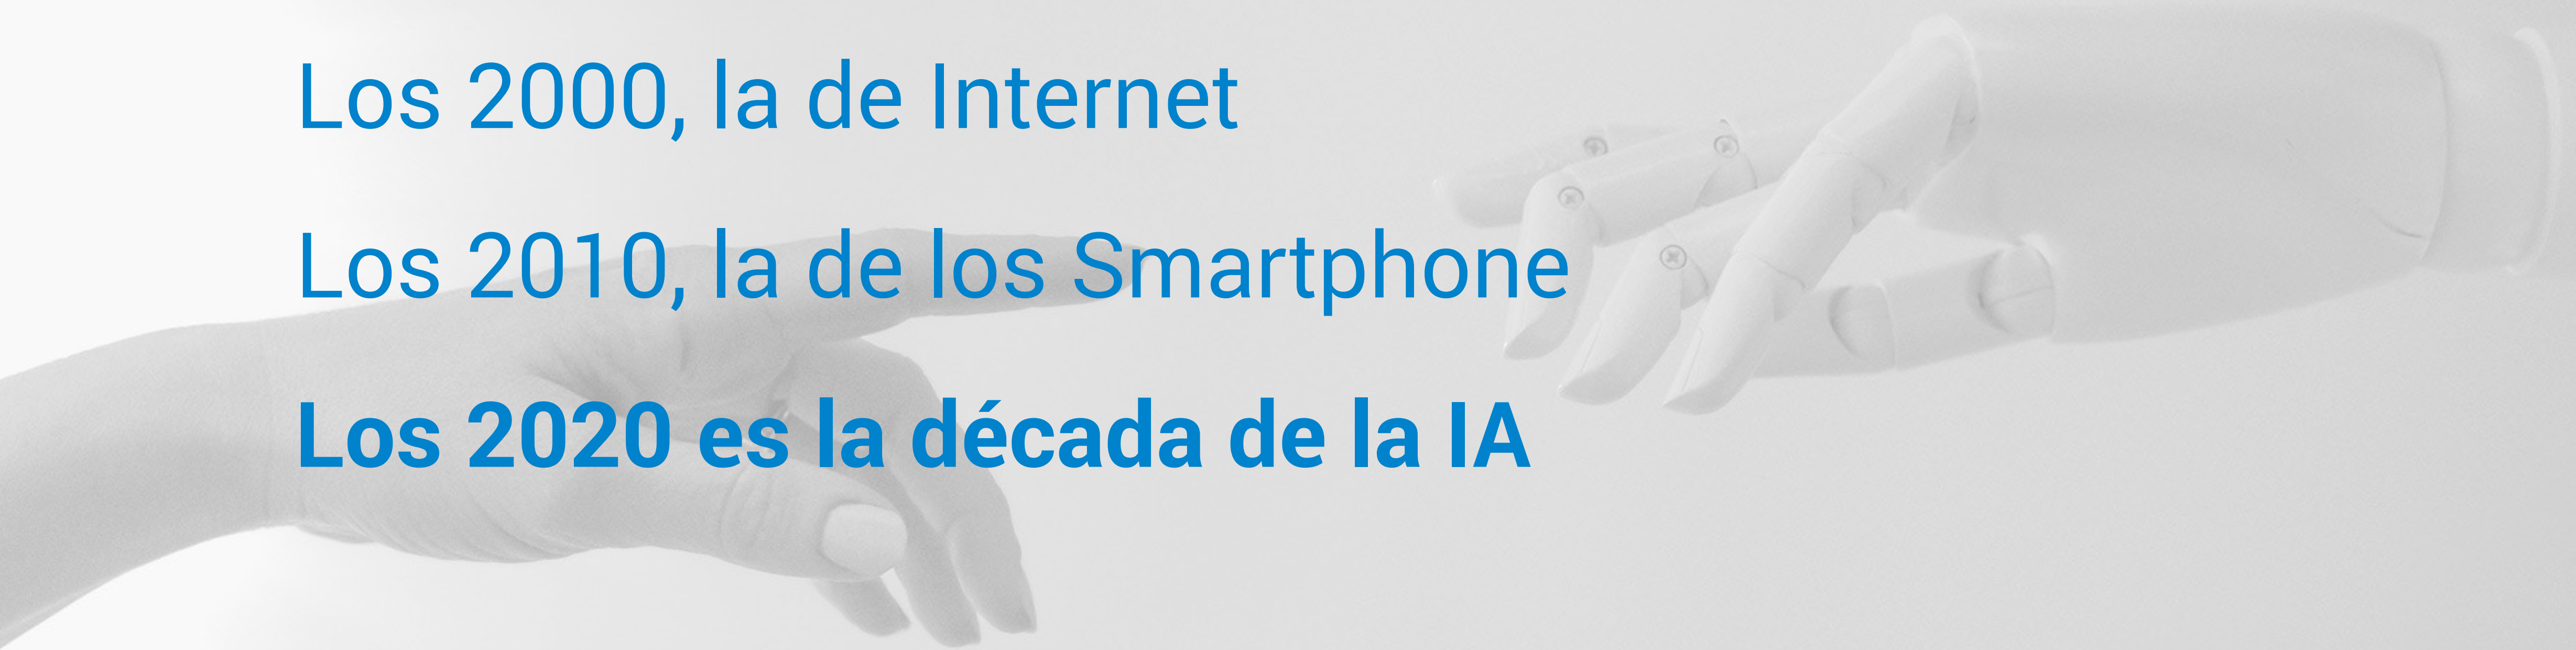 Los 2000, la de Internet
Los 2010, la de los Smartphone
Los 2020 es la década de la IA